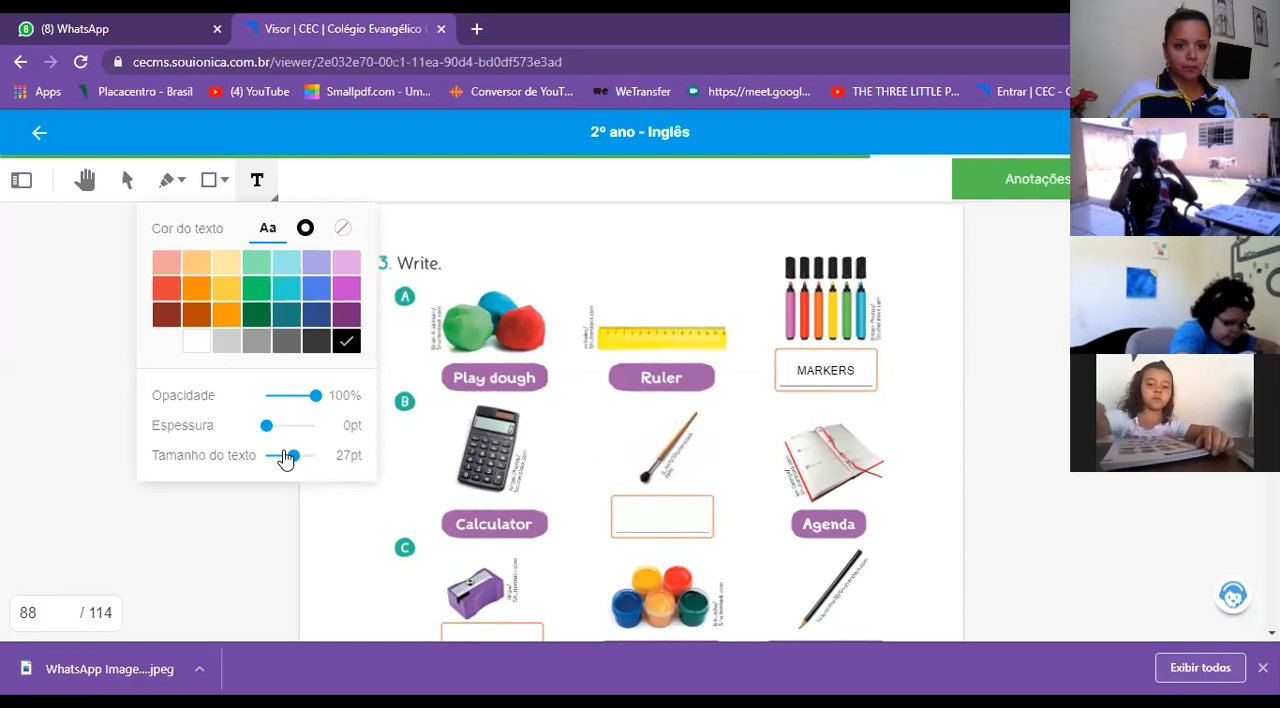 (8) WhatsApp
Visor | CEC | Colégio Evangélico
cecms.souionica.com.br/viewer/2e032e70-00c1-11ea-90d4-bd0df573e3ad
Apps
Placacentro - Brasil
(4) YouTube
Smallpdf.com - Um...
Conversor de YouT...
WeTransfer
https://meet.googl...
THE THREE LITTLE P...
Entrar | CEC -
2º ano - Inglês
T
Anotações
Cor do texto
Aa
Opacidade 100%
Espessura 0pt
Tamanho do texto 27pt
3. Write.
A
Play dough
Ruler
MARKERS
B
Calculator
Agenda
C
88 / 114
WhatsApp Image....jpeg
Exibir todos